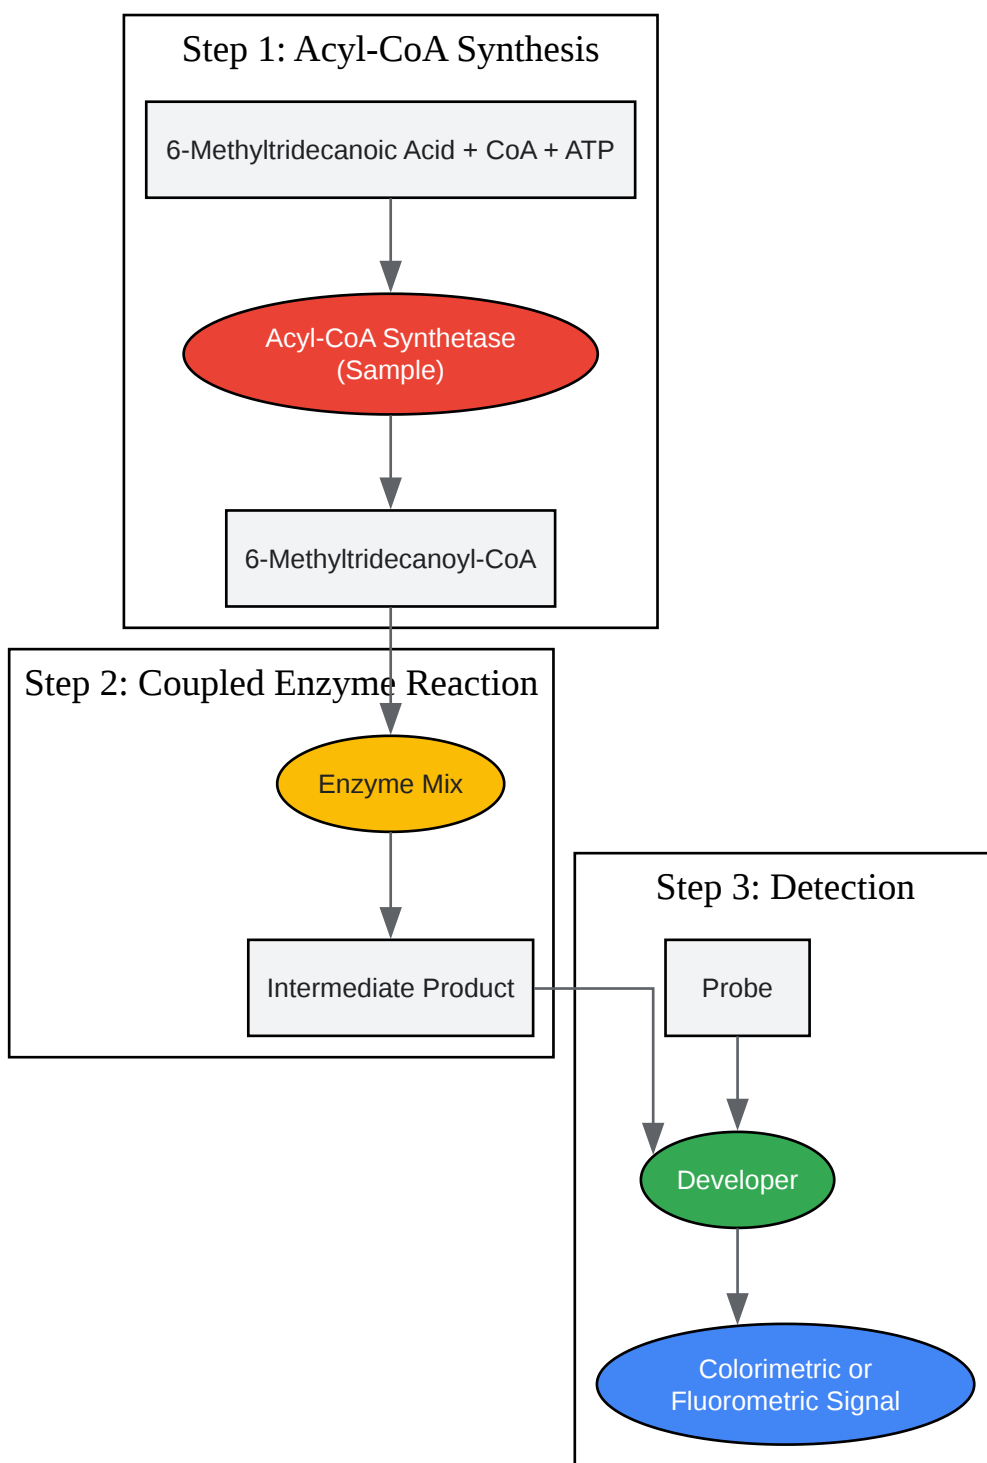 Step 1: Acyl-CoA Synthesis
6-Methyltridecanoic Acid + CoA + ATP
Acyl-CoA Synthetase
(Sample)
6-Methyltridecanoyl-CoA
Step 2: Coupled Enzyme Reaction
Enzyme Mix
Intermediate Product
Step 3: Detection
Probe
Developer
Colorimetric or
Fluorometric Signal